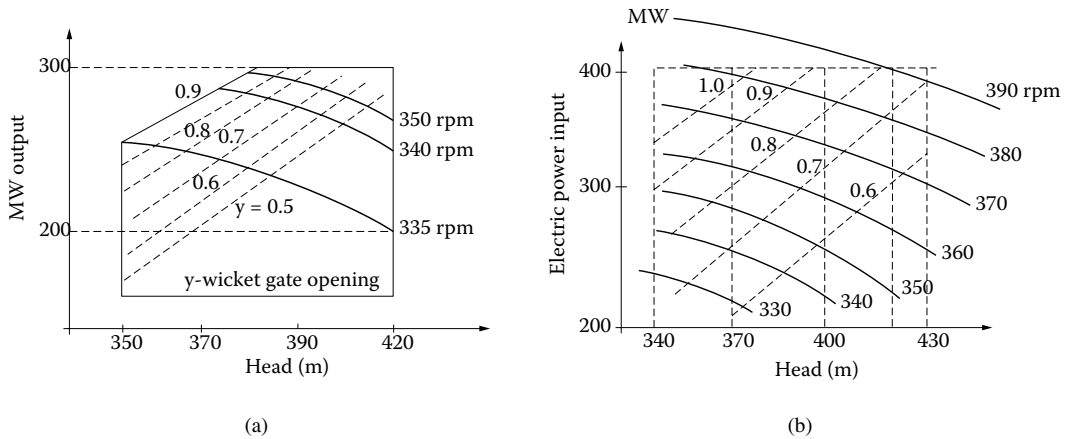 300
200
MW output
0.9
0.8
0.7
0.6
y = 0.5
350 rpm
340 rpm
335 rpm
y-wicket gate opening
350
370
390
420
Head (m)
(a)
MW
400
300
200
Electric power input
1.0
0.9
0.8
0.7
0.6
390 rpm
380
370
360
350
340
330
340
370
400
430
Head (m)
(b)